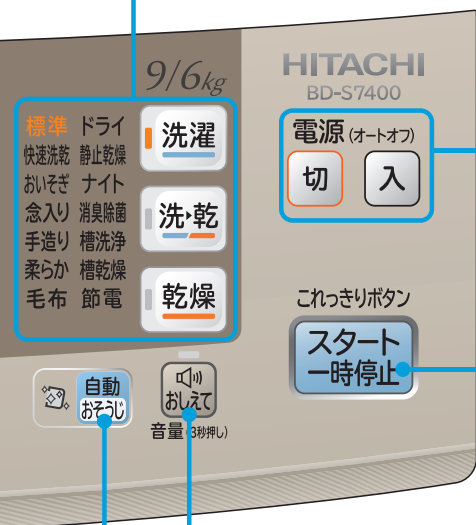 9/6kg
HITACHI
BD-S7400
標準 ドライ
快速洗乾 静止乾燥
おいそぎ ナイト
念入り 消臭除菌
手造り 槽洗浄
柔らか 槽乾燥
毛布 節電
洗濯
洗・乾
乾燥
電源(オートオフ)
切 入
これっきりボタン
スタート
一時停止
自動
おそうじ
おしえて
音量(3秒押し)